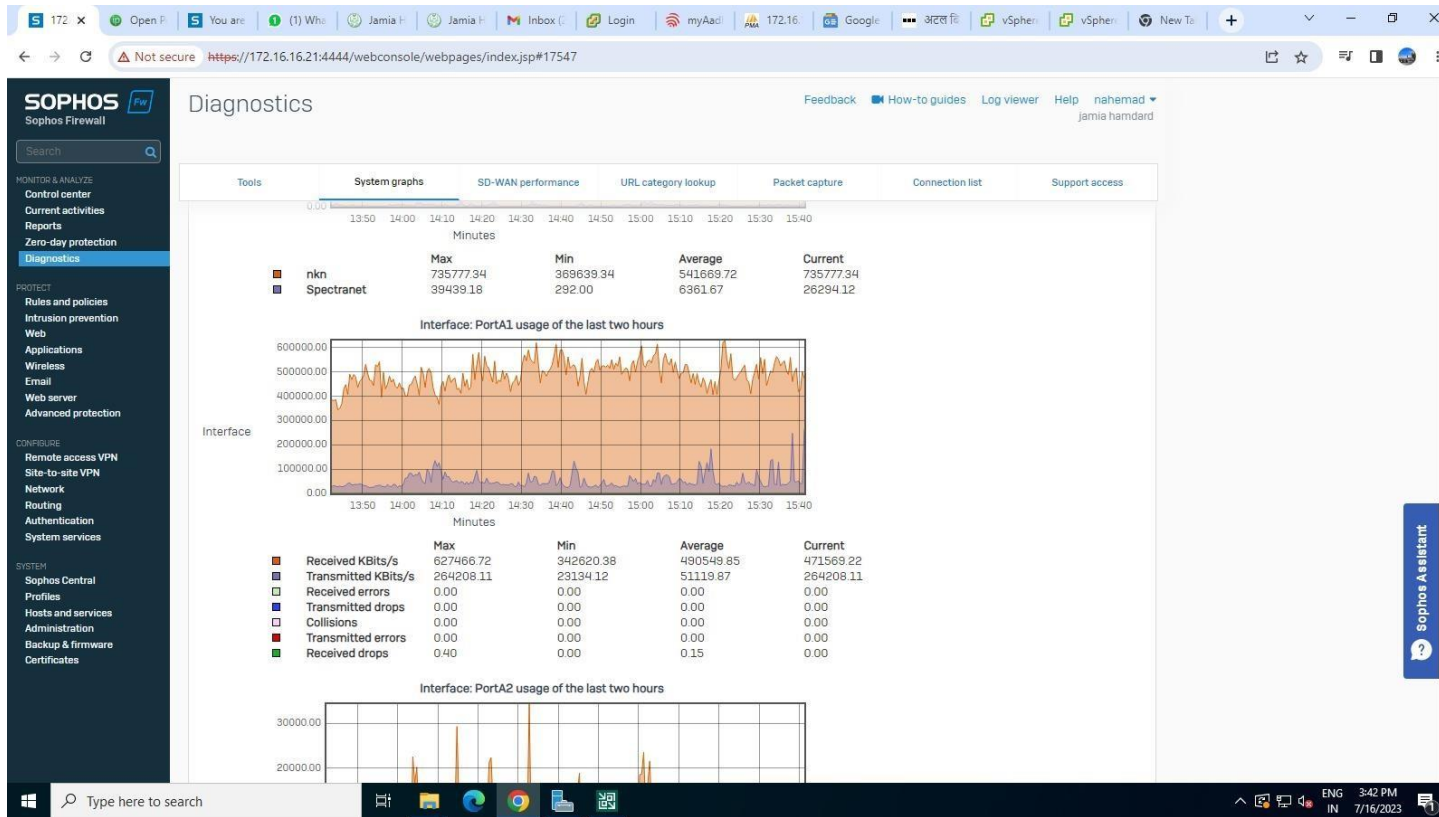 172
Open R
You are
(1) Wha
Jamia H
Jamia H
Inbox (
Login
myAadl
172.16.
Google
अटल वि
vSpher
vSpher
New Ta
Not secure https://172.16.16.21:4444/webconsole/webpages/index.jsp#17547
SOPHOS Fw
Sophos Firewall
Search
MONITOR & ANALYZE
Control center
Current activities
Reports
Zero-day protection
Diagnostics
PROTECT
Rules and policies
Intrusion prevention
Web
Applications
Wireless
Email
Web server
Advanced protection
CONFIGURE
Remote access VPN
Site-to-site VPN
Network
Routing
Authentication
System services
SYSTEM
Sophos Central
Profiles
Hosts and services
Administration
Backup & firmware
Certificates
Diagnostics
Feedback How-to guides Log viewer Help nahemad
jamia hamdard
Tools System graphs SD-WAN performance URL category lookup Packet capture Connection list Support access
0.00
13:50 14:00 14:10 14:20 14:30 14:40 14:50 15:00 15:10 15:20 15:30 15:40
Minutes
Max Min Average Current
nkn 735777.34 369639.34 541669.72 735777.34
Spectranet 39439.18 292.00 6361.67 26294.12
Interface: PortA1 usage of the last two hours
600000.00
500000.00
400000.00
300000.00
Interface
200000.00
100000.00
0.00
13:50 14:00 14:10 14:20 14:30 14:40 14:50 15:00 15:10 15:20 15:30 15:40
Minutes
Max Min Average Current
Received KBits/s 627466.72 342620.38 490549.85 471569.22
Transmitted KBits/s 264208.11 23134.12 51119.87 264208.11
Received errors 0.00 0.00 0.00 0.00
Transmitted drops 0.00 0.00 0.00 0.00
Collisions 0.00 0.00 0.00 0.00
Transmitted errors 0.00 0.00 0.00 0.00
Received drops 0.40 0.00 0.15 0.00
Interface: PortA2 usage of the last two hours
30000.00
20000.00
Sophos Assistant
Type here to search
ENG
IN
3:42 PM
7/16/2023